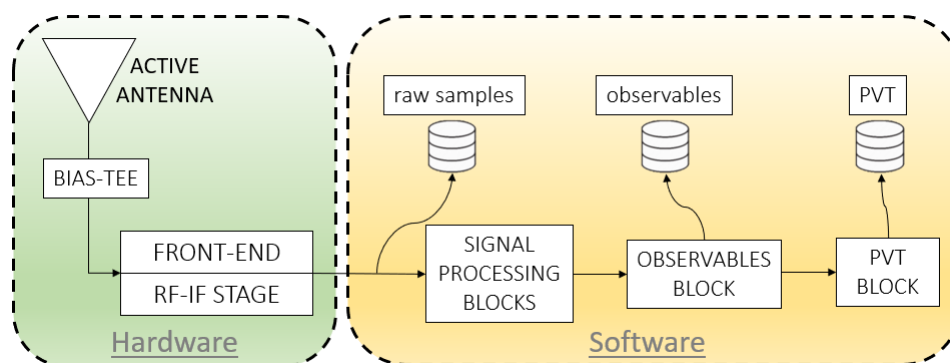 ACTIVE
ANTENNA
BIAS-TEE
FRONT-END
RF-IF STAGE
Hardware
raw samples
observables
PVT
SIGNAL
PROCESSING
BLOCKS
OBSERVABLES
BLOCK
PVT
BLOCK
Software